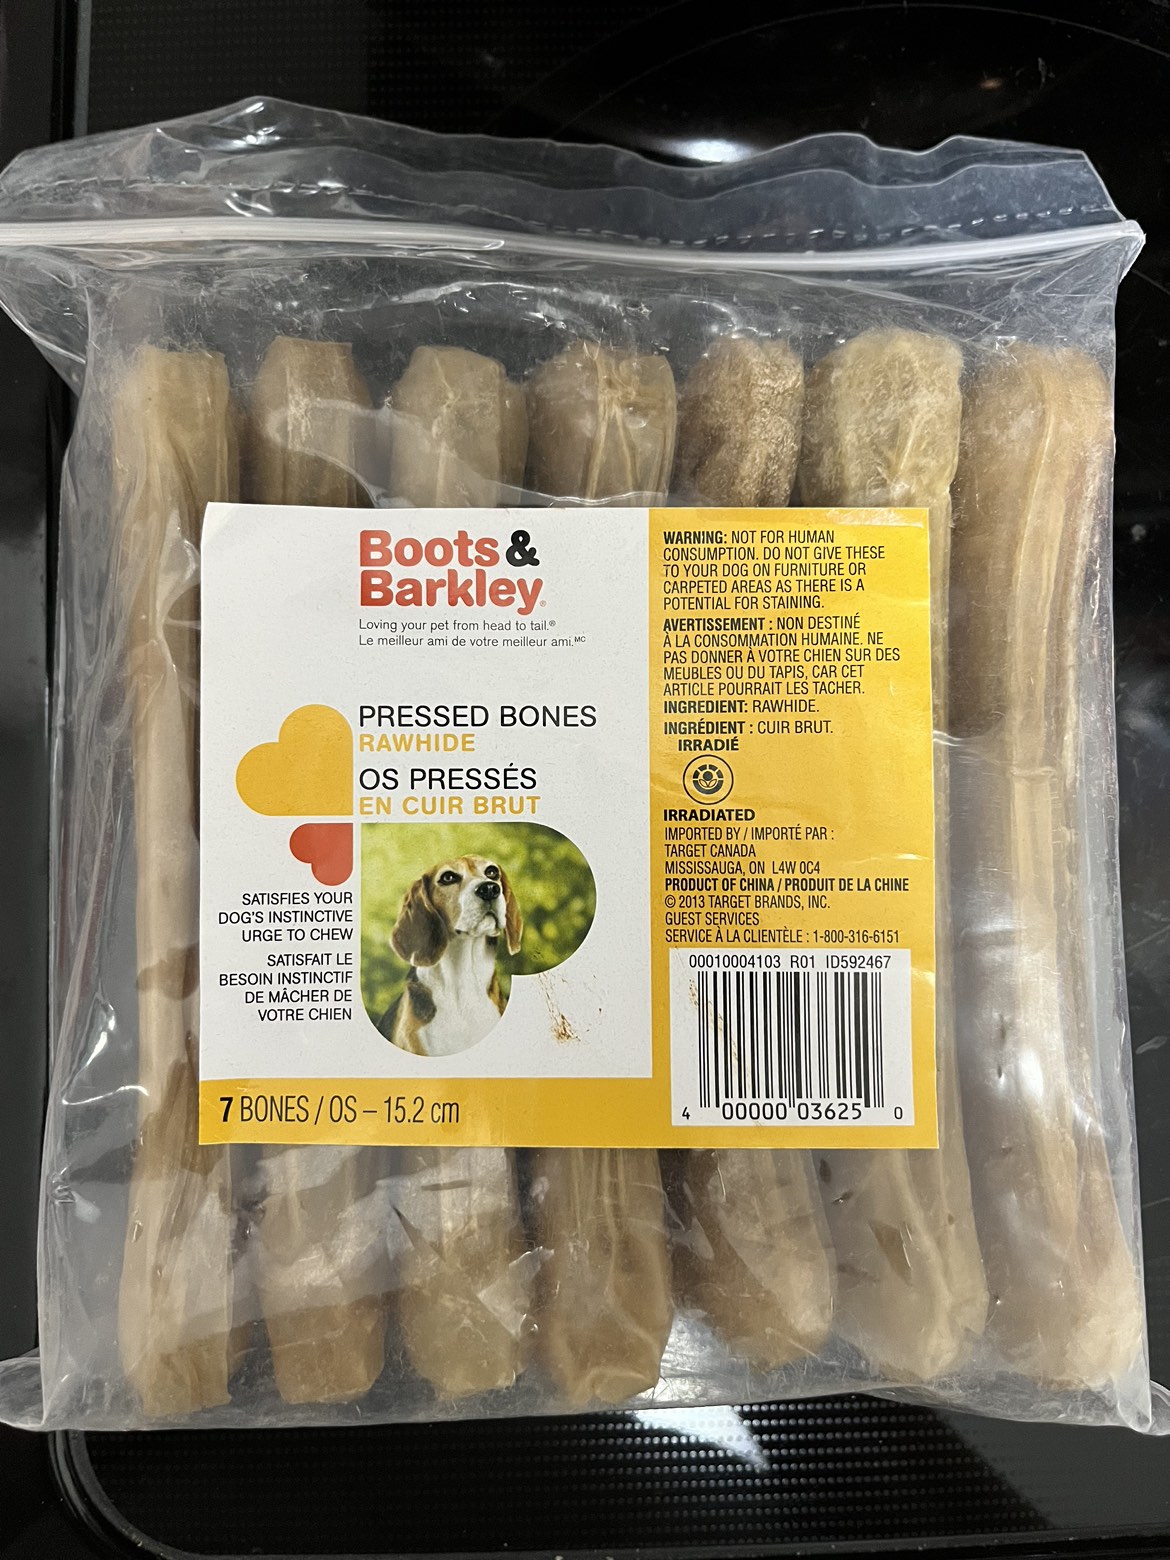 Boots &
Barkley®
Loving your pet from head to tail.®
Le meilleur ami de votre meilleur ami.MC
PRESSED BONES
RAWHIDE
OS PRESSÉS
EN CUIR BRUT
SATISFIES YOUR
DOG'S INSTINCTIVE
URGE TO CHEW
SATISFAIT LE
BESOIN INSTINCTIF
DE MÂCHER DE
VOTRE CHIEN
7 BONES / OS – 15.2 cm
WARNING: NOT FOR HUMAN
CONSUMPTION. DO NOT GIVE THESE
TO YOUR DOG ON FURNITURE OR
CARPETED AREAS AS THERE IS A
POTENTIAL FOR STAINING.
AVERTISSEMENT : NON DESTINÉ
À LA CONSOMMATION HUMAINE. NE
PAS DONNER À VOTRE CHIEN SUR DES
MEUBLES OU DU TAPIS, CAR CET
ARTICLE POURRAIT LES TACHER.
INGREDIENT: RAWHIDE.
INGRÉDIENT : CUIR BRUT.
IRRADIÉ
IRRADIATED
IMPORTED BY / IMPORTÉ PAR :
TARGET CANADA
MISSISSAUGA, ON L4W 0C4
PRODUCT OF CHINA / PRODUIT DE LA CHINE
© 2013 TARGET BRANDS, INC.
GUEST SERVICES
SERVICE À LA CLIENTÈLE : 1-800-316-6151
00010004103 R01 ID592467
4 00000 03625 0